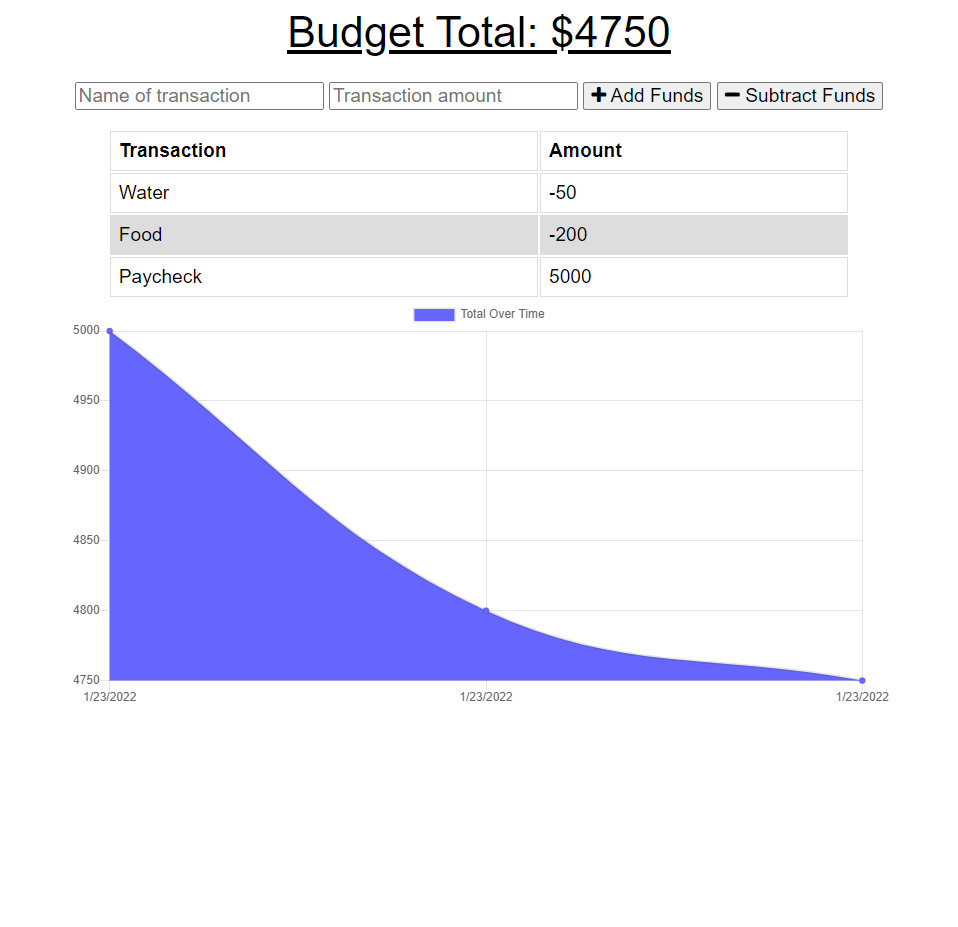 Budget Total: $4750
Name of transaction Transaction amount Add Funds Subtract Funds
Transaction Amount
Water -50
Food -200
Paycheck 5000
Total Over Time
5000
4950
4900
4850
4800
4750
1/23/2022 1/23/2022 1/23/2022